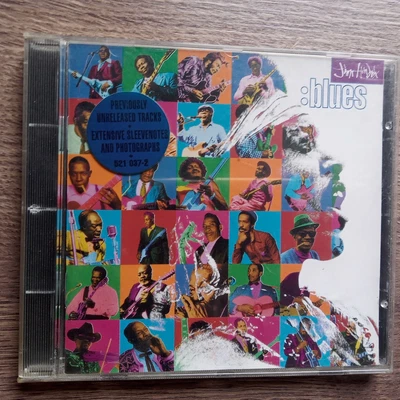 Jimi Hendrix
:blues
PREVIOUSLY
UNRELEASED TRACKS
•
EXTENSIVE SLEEVENOTES
AND PHOTOGRAPHS
•
521 037-2